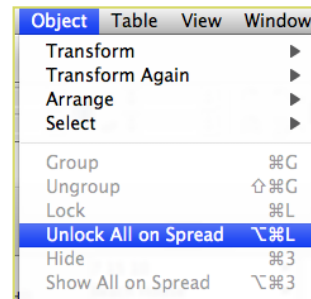 Object Table View Window
Transform
Transform Again
Arrange
Select
Group ⌘G
Ungroup ⇧⌘G
Lock ⌘L
Unlock All on Spread ⌥⌘L
Hide ⌘3
Show All on Spread ⌥⌘3